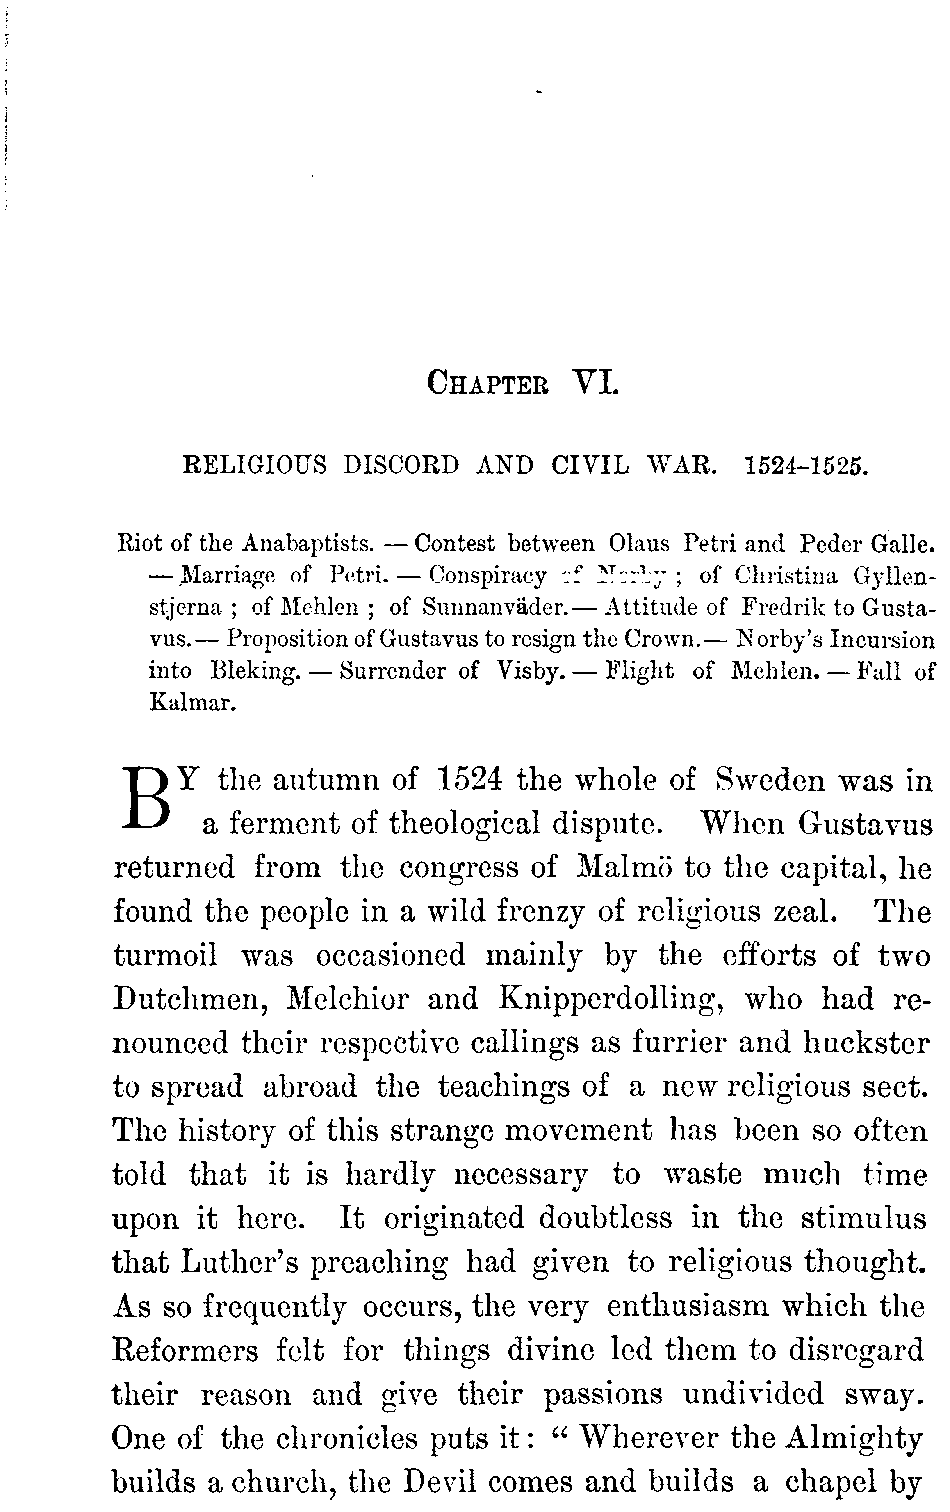 CHAPTER VI.
RELIGIOUS DISCORD AND CIVIL WAR. 1524–1525.
Riot of the Anabaptists. — Contest between Olaus Petri and Peder Galle.
— Marriage of Petri. — Conspiracy of Norby ; of Christina Gyllen-
stjerna ; of Mehlen ; of Sunnanväder.— Attitude of Fredrik to Gusta-
vus.— Proposition of Gustavus to resign the Crown.— Norby's Incursion
into Bleking. — Surrender of Visby. — Flight of Mehlen. — Fall of
Kalmar.
BY the autumn of 1524 the whole of Sweden was in
a ferment of theological dispute. When Gustavus
returned from the congress of Malmö to the capital, he
found the people in a wild frenzy of religious zeal. The
turmoil was occasioned mainly by the efforts of two
Dutchmen, Melchior and Knipperdolling, who had re-
nounced their respective callings as furrier and huckster
to spread abroad the teachings of a new religious sect.
The history of this strange movement has been so often
told that it is hardly necessary to waste much time
upon it here. It originated doubtless in the stimulus
that Luther's preaching had given to religious thought.
As so frequently occurs, the very enthusiasm which the
Reformers felt for things divine led them to disregard
their reason and give their passions undivided sway.
One of the chronicles puts it: “ Wherever the Almighty
builds a church, the Devil comes and builds a chapel by